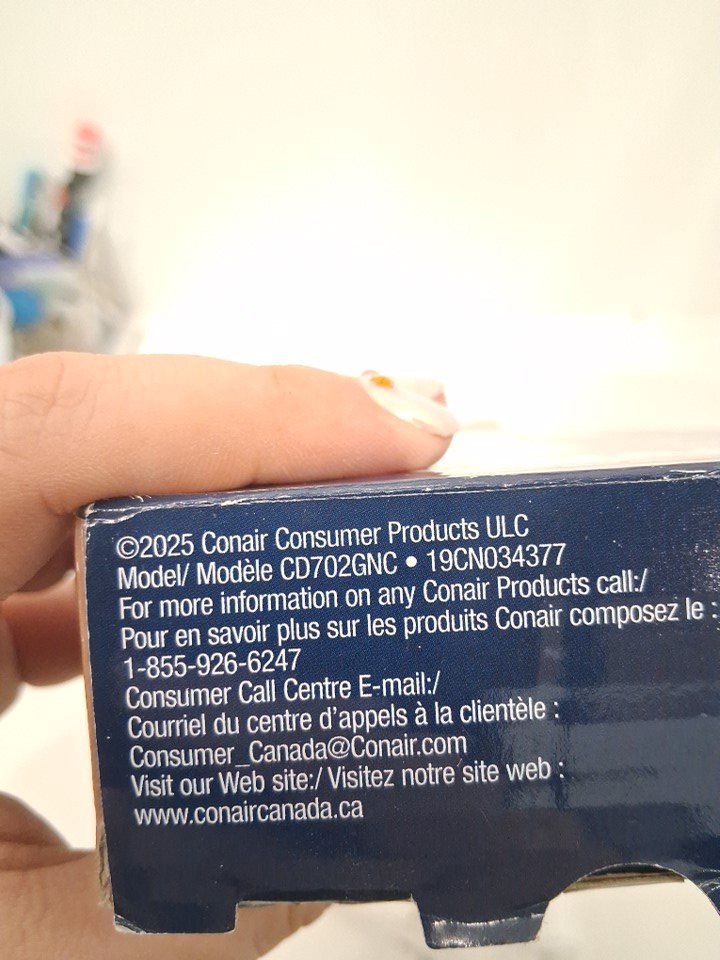 ©2025 Conair Consumer Products ULC
Model/ Modèle CD702GNC • 19CN034377
For more information on any Conair Products call:/
Pour en savoir plus sur les produits Conair composez le :
1-855-926-6247
Consumer Call Centre E-mail:/
Courriel du centre d'appels à la clientèle :
Consumer_Canada@Conair.com
Visit our Web site:/ Visitez notre site web :
www.conaircanada.ca